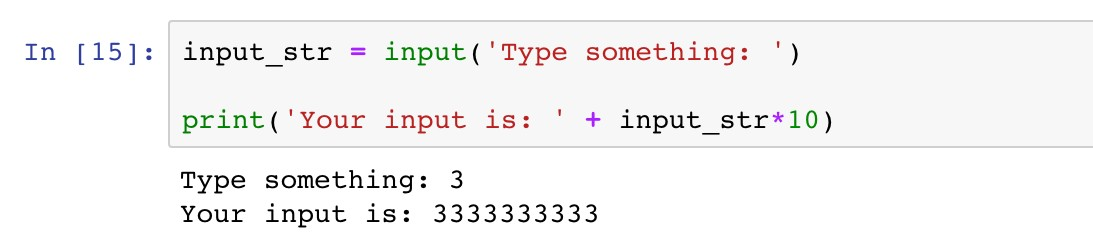 In [15]: input_str = input('Type something: ')
print('Your input is: ' + input_str*10)
Type something: 3
Your input is: 3333333333